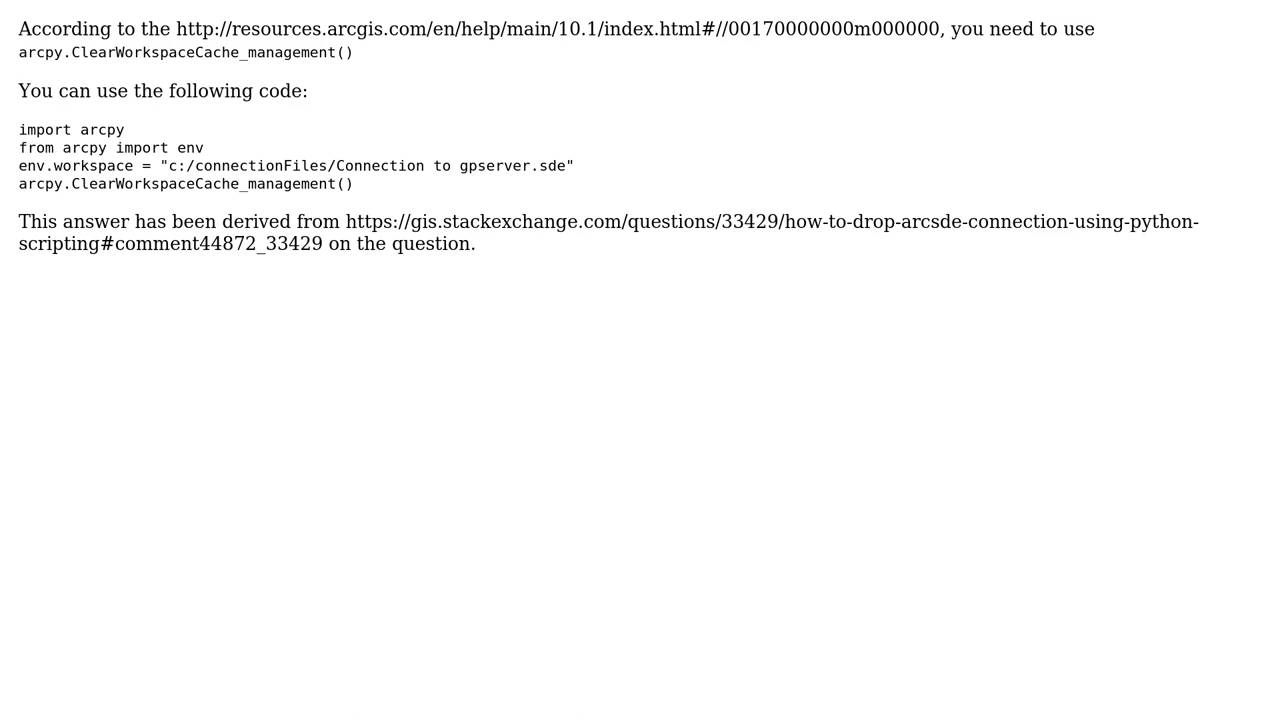 According to the http://resources.arcgis.com/en/help/main/10.1/index.html#//00170000000m000000, you need to use
arcpy.ClearWorkspaceCache_management()
You can use the following code:
import arcpy
from arcpy import env
env.workspace = "c:/connectionFiles/Connection to gpserver.sde"
arcpy.ClearWorkspaceCache_management()
This answer has been derived from https://gis.stackexchange.com/questions/33429/how-to-drop-arcsde-connection-using-python-
scripting#comment44872_33429 on the question.